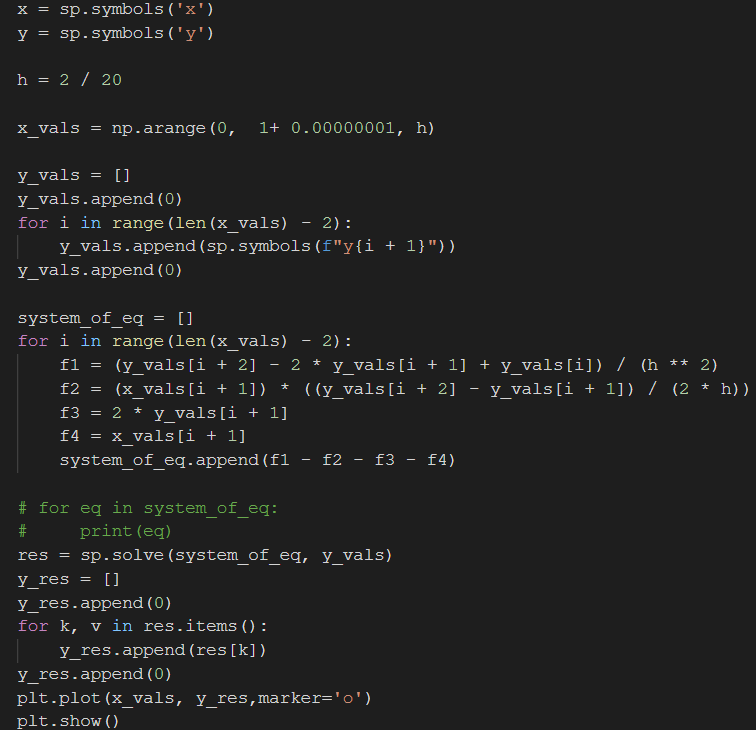 x = sp.symbols('x')
y = sp.symbols('y')

h = 2 / 20

x_vals = np.arange(0,  1+ 0.00000001, h)

y_vals = []
y_vals.append(0)
for i in range(len(x_vals) - 2):
    y_vals.append(sp.symbols(f"y{i + 1}"))
y_vals.append(0)

system_of_eq = []
for i in range(len(x_vals) - 2):
    f1 = (y_vals[i + 2] - 2 * y_vals[i + 1] + y_vals[i]) / (h ** 2)
    f2 = (x_vals[i + 1]) * ((y_vals[i + 2] - y_vals[i + 1]) / (2 * h))
    f3 = 2 * y_vals[i + 1]
    f4 = x_vals[i + 1]
    system_of_eq.append(f1 - f2 - f3 - f4)

# for eq in system_of_eq:
#     print(eq)
res = sp.solve(system_of_eq, y_vals)
y_res = []
y_res.append(0)
for k, v in res.items():
    y_res.append(res[k])
y_res.append(0)
plt.plot(x_vals, y_res,marker='o')
plt.show()